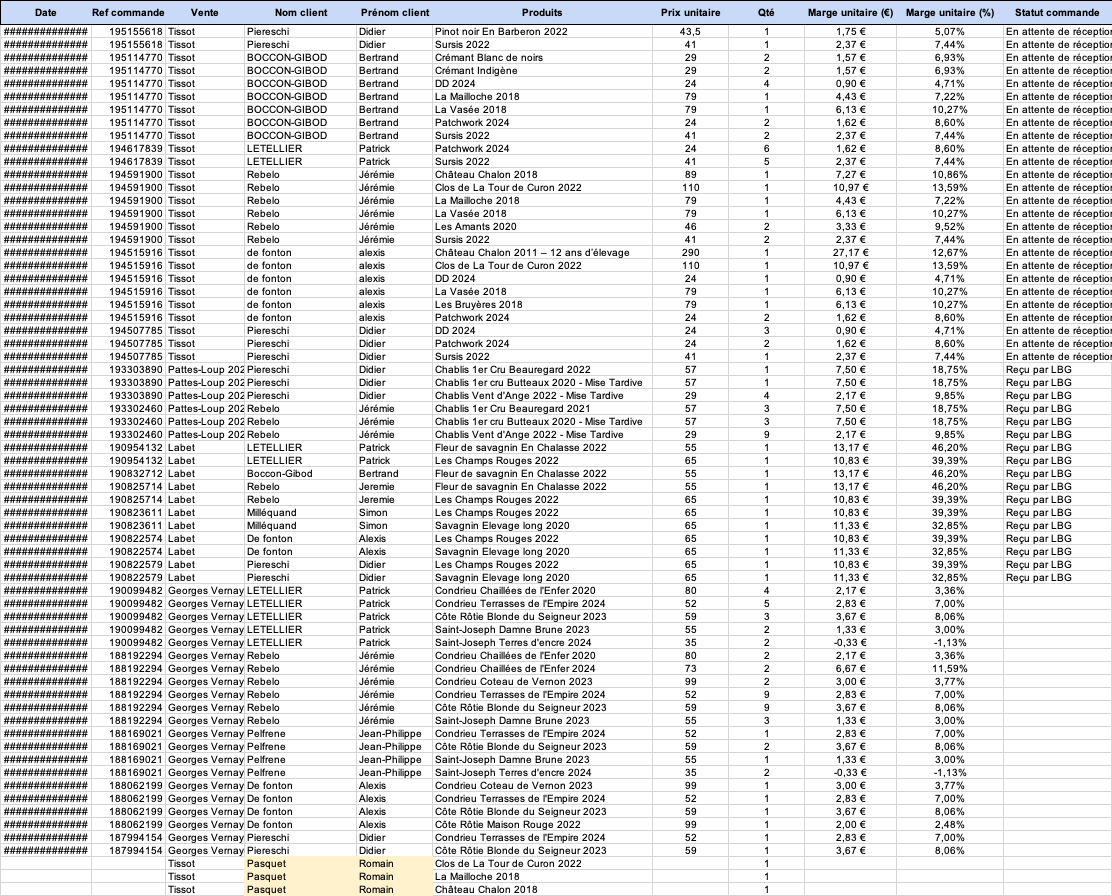 Date Ref commande Vente Nom client Prénom client Produits Prix unitaire Qté Marge unitaire (€) Marge unitaire (%) Statut commande
############## 195155618 Tissot Piereschi Didier Pinot noir En Barberon 2022 43,5 1 1,75 € 5,07% En attente de réception
############## 195155618 Tissot Piereschi Didier Sursis 2022 41 1 2,37 € 7,44% En attente de réception
############## 195114770 Tissot BOCCON-GIBOD Bertrand Crémant Blanc de noirs 29 2 1,57 € 6,93% En attente de réception
############## 195114770 Tissot BOCCON-GIBOD Bertrand Crémant Indigène 29 2 1,57 € 6,93% En attente de réception
############## 195114770 Tissot BOCCON-GIBOD Bertrand DD 2024 24 4 0,90 € 4,71% En attente de réception
############## 195114770 Tissot BOCCON-GIBOD Bertrand La Mailloche 2018 79 1 4,43 € 7,22% En attente de réception
############## 195114770 Tissot BOCCON-GIBOD Bertrand La Vasée 2018 79 1 6,13 € 10,27% En attente de réception
############## 195114770 Tissot BOCCON-GIBOD Bertrand Patchwork 2024 24 2 1,62 € 8,60% En attente de réception
############## 195114770 Tissot BOCCON-GIBOD Bertrand Sursis 2022 41 2 2,37 € 7,44% En attente de réception
############## 194617839 Tissot LETELLIER Patrick Patchwork 2024 24 6 1,62 € 8,60% En attente de réception
############## 194617839 Tissot LETELLIER Patrick Sursis 2022 41 5 2,37 € 7,44% En attente de réception
############## 194591900 Tissot Rebelo Jérémie Château Chalon 2018 89 1 7,27 € 10,86% En attente de réception
############## 194591900 Tissot Rebelo Jérémie Clos de La Tour de Curon 2022 110 1 10,97 € 13,59% En attente de réception
############## 194591900 Tissot Rebelo Jérémie La Mailloche 2018 79 1 4,43 € 7,22% En attente de réception
############## 194591900 Tissot Rebelo Jérémie La Vasée 2018 79 1 6,13 € 10,27% En attente de réception
############## 194591900 Tissot Rebelo Jérémie Les Amants 2020 46 2 3,33 € 9,52% En attente de réception
############## 194591900 Tissot Rebelo Jérémie Sursis 2022 41 2 2,37 € 7,44% En attente de réception
############## 194515916 Tissot de fonton alexis Château Chalon 2011 – 12 ans d'élevage 290 1 27,17 € 12,67% En attente de réception
############## 194515916 Tissot de fonton alexis Clos de La Tour de Curon 2022 110 1 10,97 € 13,59% En attente de réception
############## 194515916 Tissot de fonton alexis DD 2024 24 1 0,90 € 4,71% En attente de réception
############## 194515916 Tissot de fonton alexis La Vasée 2018 79 1 6,13 € 10,27% En attente de réception
############## 194515916 Tissot de fonton alexis Les Bruyères 2018 79 1 6,13 € 10,27% En attente de réception
############## 194515916 Tissot de fonton alexis Patchwork 2024 24 2 1,62 € 8,60% En attente de réception
############## 194507785 Tissot Piereschi Didier DD 2024 24 3 0,90 € 4,71% En attente de réception
############## 194507785 Tissot Piereschi Didier Patchwork 2024 24 2 1,62 € 8,60% En attente de réception
############## 194507785 Tissot Piereschi Didier Sursis 2022 41 1 2,37 € 7,44% En attente de réception
############## 193303890 Pattes-Loup 202 Piereschi Didier Chablis 1er Cru Beauregard 2022 57 1 7,50 € 18,75% Reçu par LBG
############## 193303890 Pattes-Loup 202 Piereschi Didier Chablis 1er cru Butteaux 2020 - Mise Tardive 57 1 7,50 € 18,75% Reçu par LBG
############## 193303890 Pattes-Loup 202 Piereschi Didier Chablis Vent d'Ange 2022 - Mise Tardive 29 4 2,17 € 9,85% Reçu par LBG
############## 193302460 Pattes-Loup 202 Rebelo Jérémie Chablis 1er Cru Beauregard 2021 57 3 7,50 € 18,75% Reçu par LBG
############## 193302460 Pattes-Loup 202 Rebelo Jérémie Chablis 1er cru Butteaux 2020 - Mise Tardive 57 3 7,50 € 18,75% Reçu par LBG
############## 193302460 Pattes-Loup 202 Rebelo Jérémie Chablis Vent d'Ange 2022 - Mise Tardive 29 9 2,17 € 9,85% Reçu par LBG
############## 190954132 Labet LETELLIER Patrick Fleur de savagnin En Chalasse 2022 55 1 13,17 € 46,20% Reçu par LBG
############## 190954132 Labet LETELLIER Patrick Les Champs Rouges 2022 65 1 10,83 € 39,39% Reçu par LBG
############## 190832712 Labet Boccon-Gibod Bertrand Fleur de savagnin En Chalasse 2022 55 1 13,17 € 46,20% Reçu par LBG
############## 190825714 Labet Rebelo Jeremie Fleur de savagnin En Chalasse 2022 55 1 13,17 € 46,20% Reçu par LBG
############## 190825714 Labet Rebelo Jeremie Les Champs Rouges 2022 65 1 10,83 € 39,39% Reçu par LBG
############## 190823611 Labet Milléquand Simon Les Champs Rouges 2022 65 1 10,83 € 39,39% Reçu par LBG
############## 190823611 Labet Milléquand Simon Savagnin Elevage long 2020 65 1 11,33 € 32,85% Reçu par LBG
############## 190822574 Labet De fonton Alexis Les Champs Rouges 2022 65 1 10,83 € 39,39% Reçu par LBG
############## 190822574 Labet De fonton Alexis Savagnin Elevage long 2020 65 1 11,33 € 32,85% Reçu par LBG
############## 190822579 Labet Piereschi Didier Les Champs Rouges 2022 65 1 10,83 € 39,39% Reçu par LBG
############## 190822579 Labet Piereschi Didier Savagnin Elevage long 2020 65 1 11,33 € 32,85% Reçu par LBG
############## 190099482 Georges Vernay LETELLIER Patrick Condrieu Chaillées de l'Enfer 2020 80 4 2,17 € 3,36%
############## 190099482 Georges Vernay LETELLIER Patrick Condrieu Terrasses de l'Empire 2024 52 5 2,83 € 7,00%
############## 190099482 Georges Vernay LETELLIER Patrick Côte Rôtie Blonde du Seigneur 2023 59 3 3,67 € 8,06%
############## 190099482 Georges Vernay LETELLIER Patrick Saint-Joseph Damne Brune 2023 55 2 1,33 € 3,00%
############## 190099482 Georges Vernay LETELLIER Patrick Saint-Joseph Terres d'encre 2024 35 2 -0,33 € -1,13%
############## 188192294 Georges Vernay Rebelo Jérémie Condrieu Chaillées de l'Enfer 2020 80 2 2,17 € 3,36%
############## 188192294 Georges Vernay Rebelo Jérémie Condrieu Chaillées de l'Enfer 2024 73 2 6,67 € 11,59%
############## 188192294 Georges Vernay Rebelo Jérémie Condrieu Coteau de Vernon 2023 99 2 3,00 € 3,77%
############## 188192294 Georges Vernay Rebelo Jérémie Condrieu Terrasses de l'Empire 2024 52 9 2,83 € 7,00%
############## 188192294 Georges Vernay Rebelo Jérémie Côte Rôtie Blonde du Seigneur 2023 59 9 3,67 € 8,06%
############## 188192294 Georges Vernay Rebelo Jérémie Saint-Joseph Damne Brune 2023 55 3 1,33 € 3,00%
############## 188169021 Georges Vernay Pelfrene Jean-Philippe Condrieu Terrasses de l'Empire 2024 52 1 2,83 € 7,00%
############## 188169021 Georges Vernay Pelfrene Jean-Philippe Côte Rôtie Blonde du Seigneur 2023 59 2 3,67 € 8,06%
############## 188169021 Georges Vernay Pelfrene Jean-Philippe Saint-Joseph Damne Brune 2023 55 1 1,33 € 3,00%
############## 188169021 Georges Vernay Pelfrene Jean-Philippe Saint-Joseph Terres d'encre 2024 35 2 -0,33 € -1,13%
############## 188062199 Georges Vernay De fonton Alexis Condrieu Coteau de Vernon 2023 99 1 3,00 € 3,77%
############## 188062199 Georges Vernay De fonton Alexis Condrieu Terrasses de l'Empire 2024 52 1 2,83 € 7,00%
############## 188062199 Georges Vernay De fonton Alexis Côte Rôtie Blonde du Seigneur 2023 59 1 3,67 € 8,06%
############## 188062199 Georges Vernay De fonton Alexis Côte Rôtie Maison Rouge 2022 99 1 2,00 € 2,48%
############## 187994154 Georges Vernay Piereschi Didier Condrieu Terrasses de l'Empire 2024 52 1 2,83 € 7,00%
############## 187994154 Georges Vernay Piereschi Didier Côte Rôtie Blonde du Seigneur 2023 59 1 3,67 € 8,06%
Tissot Pasquet Romain Clos de La Tour de Curon 2022 1
Tissot Pasquet Romain La Mailloche 2018 1
Tissot Pasquet Romain Château Chalon 2018 1